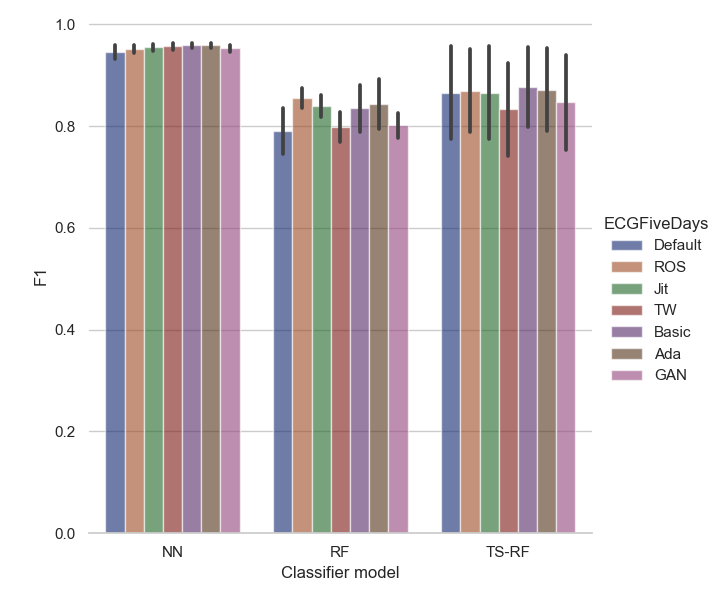 1.0
0.8
0.6
0.4
0.2
0.0
F1
NN
RF
TS-RF
Classifier model
ECGFiveDays
Default
ROS
Jit
TW
Basic
Ada
GAN